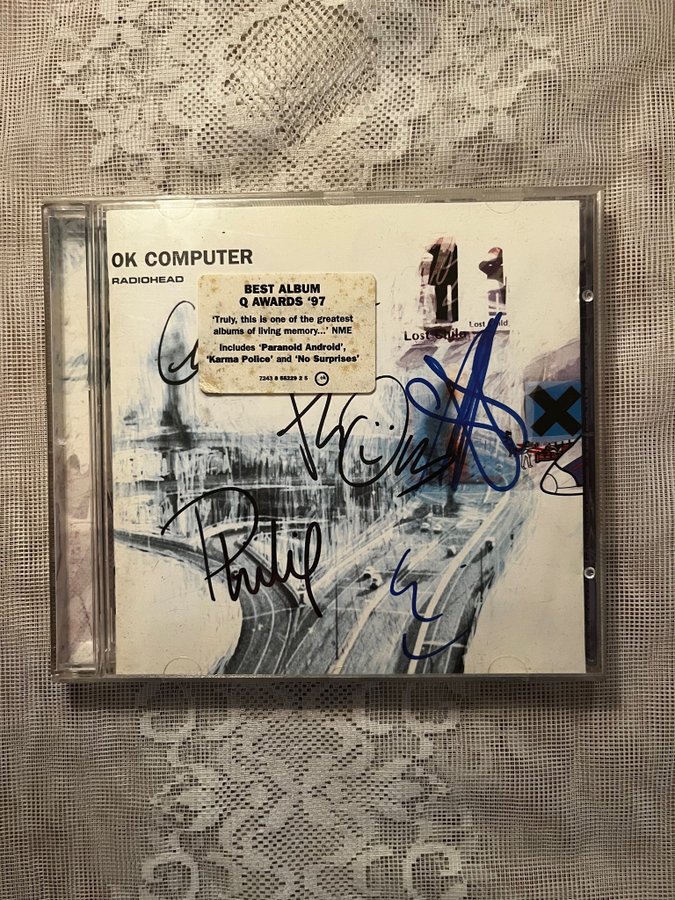 OK COMPUTER
RADIOHEAD
BEST ALBUM
Q AWARDS '97
'Truly, this is one of the greatest
albums of living memory...' NME
Includes 'Paranoid Android',
'Karma Police' and 'No Surprises'
7243 8 55229 2 5
Lost Child
Lost Child
Philip